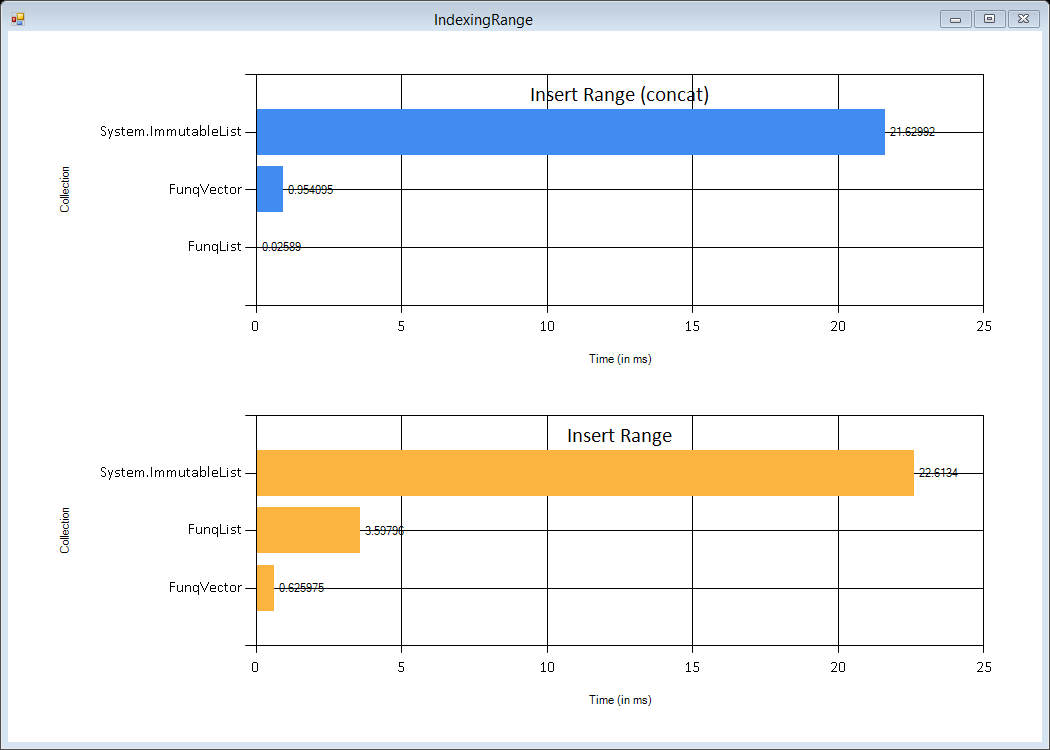 IndexingRange
Insert Range (concat)
System.ImmutableList
21.62992
Collection
FunqVector
0.954095
FunqList
0.02589
0 5 10 15 20 25
Time (in ms)
Insert Range
System.ImmutableList
22.6134
Collection
FunqList
3.59796
FunqVector
0.625975
0 5 10 15 20 25
Time (in ms)